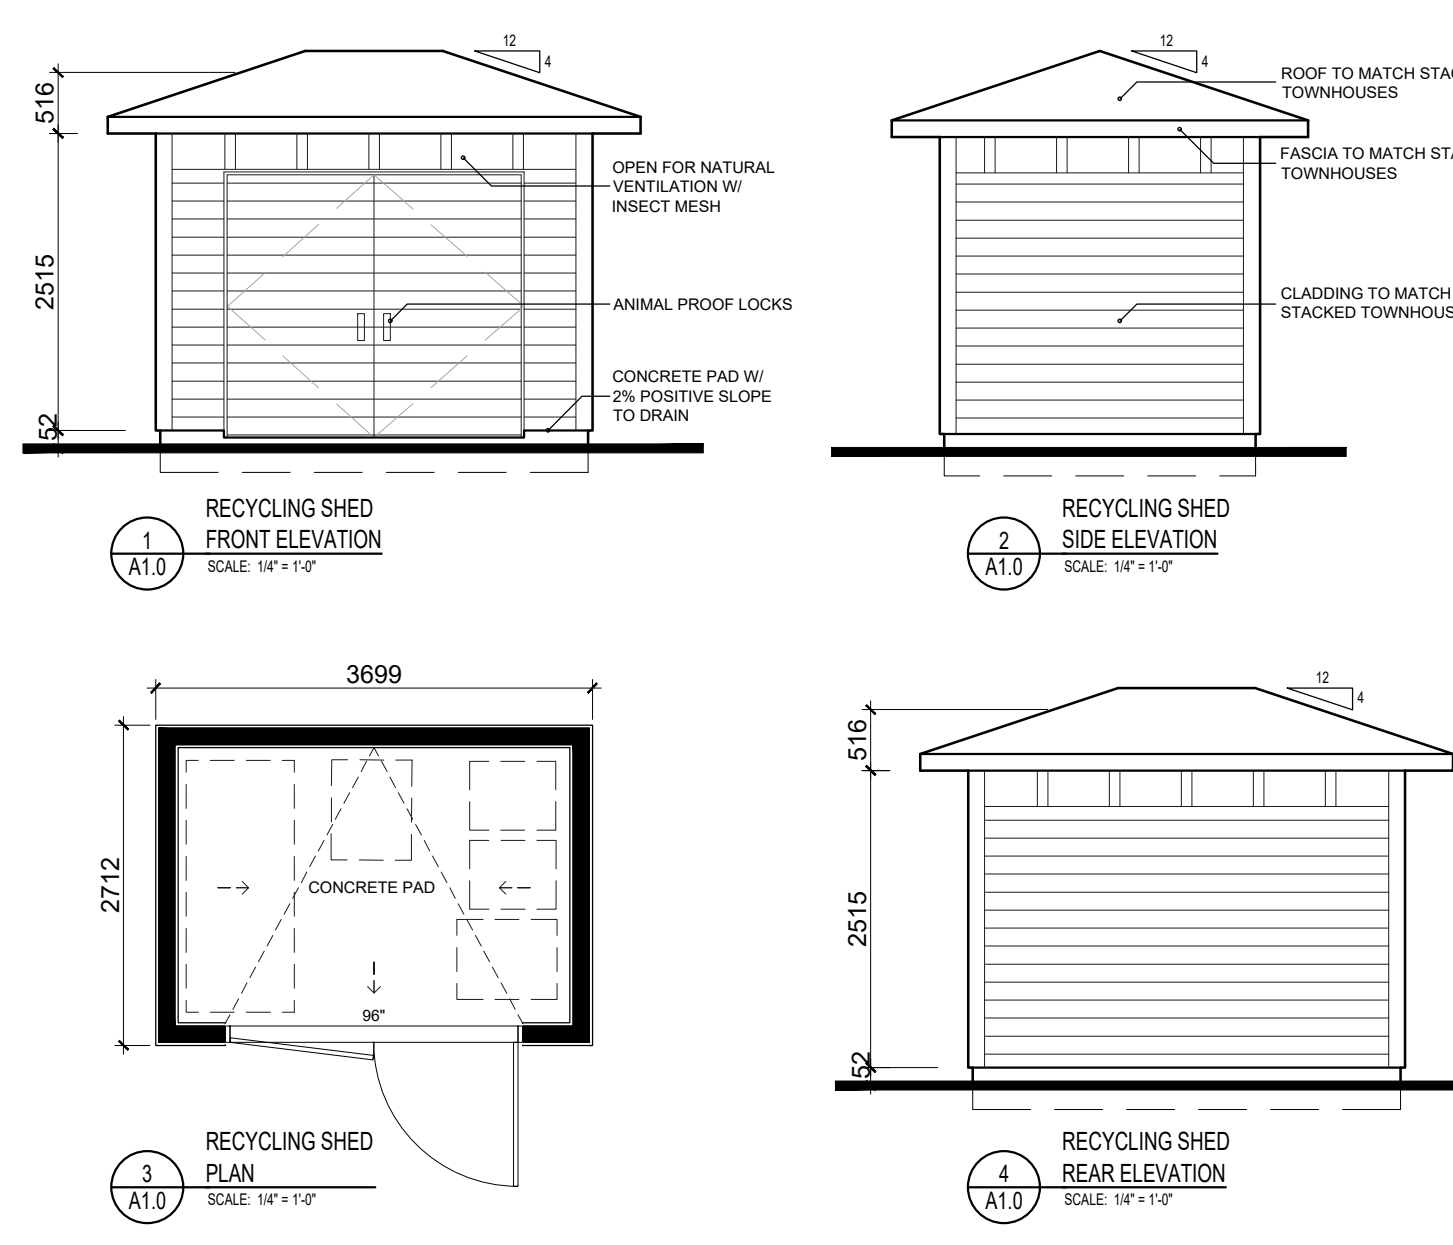 12
4
516
2515
52
OPEN FOR NATURAL
VENTILATION W/
INSECT MESH
ANIMAL PROOF LOCKS
CONCRETE PAD W/
2% POSITIVE SLOPE
TO DRAIN
1
A1.0
RECYCLING SHED
FRONT ELEVATION
SCALE: 1/4" = 1'-0"
12
4
ROOF TO MATCH STA
TOWNHOUSES
FASCIA TO MATCH STA
TOWNHOUSES
CLADDING TO MATCH
STACKED TOWNHOUS
2
A1.0
RECYCLING SHED
SIDE ELEVATION
SCALE: 1/4" = 1'-0"
3699
2712
CONCRETE PAD
96"
3
A1.0
RECYCLING SHED
PLAN
SCALE: 1/4" = 1'-0"
12
4
516
2515
52
4
A1.0
RECYCLING SHED
REAR ELEVATION
SCALE: 1/4" = 1'-0"